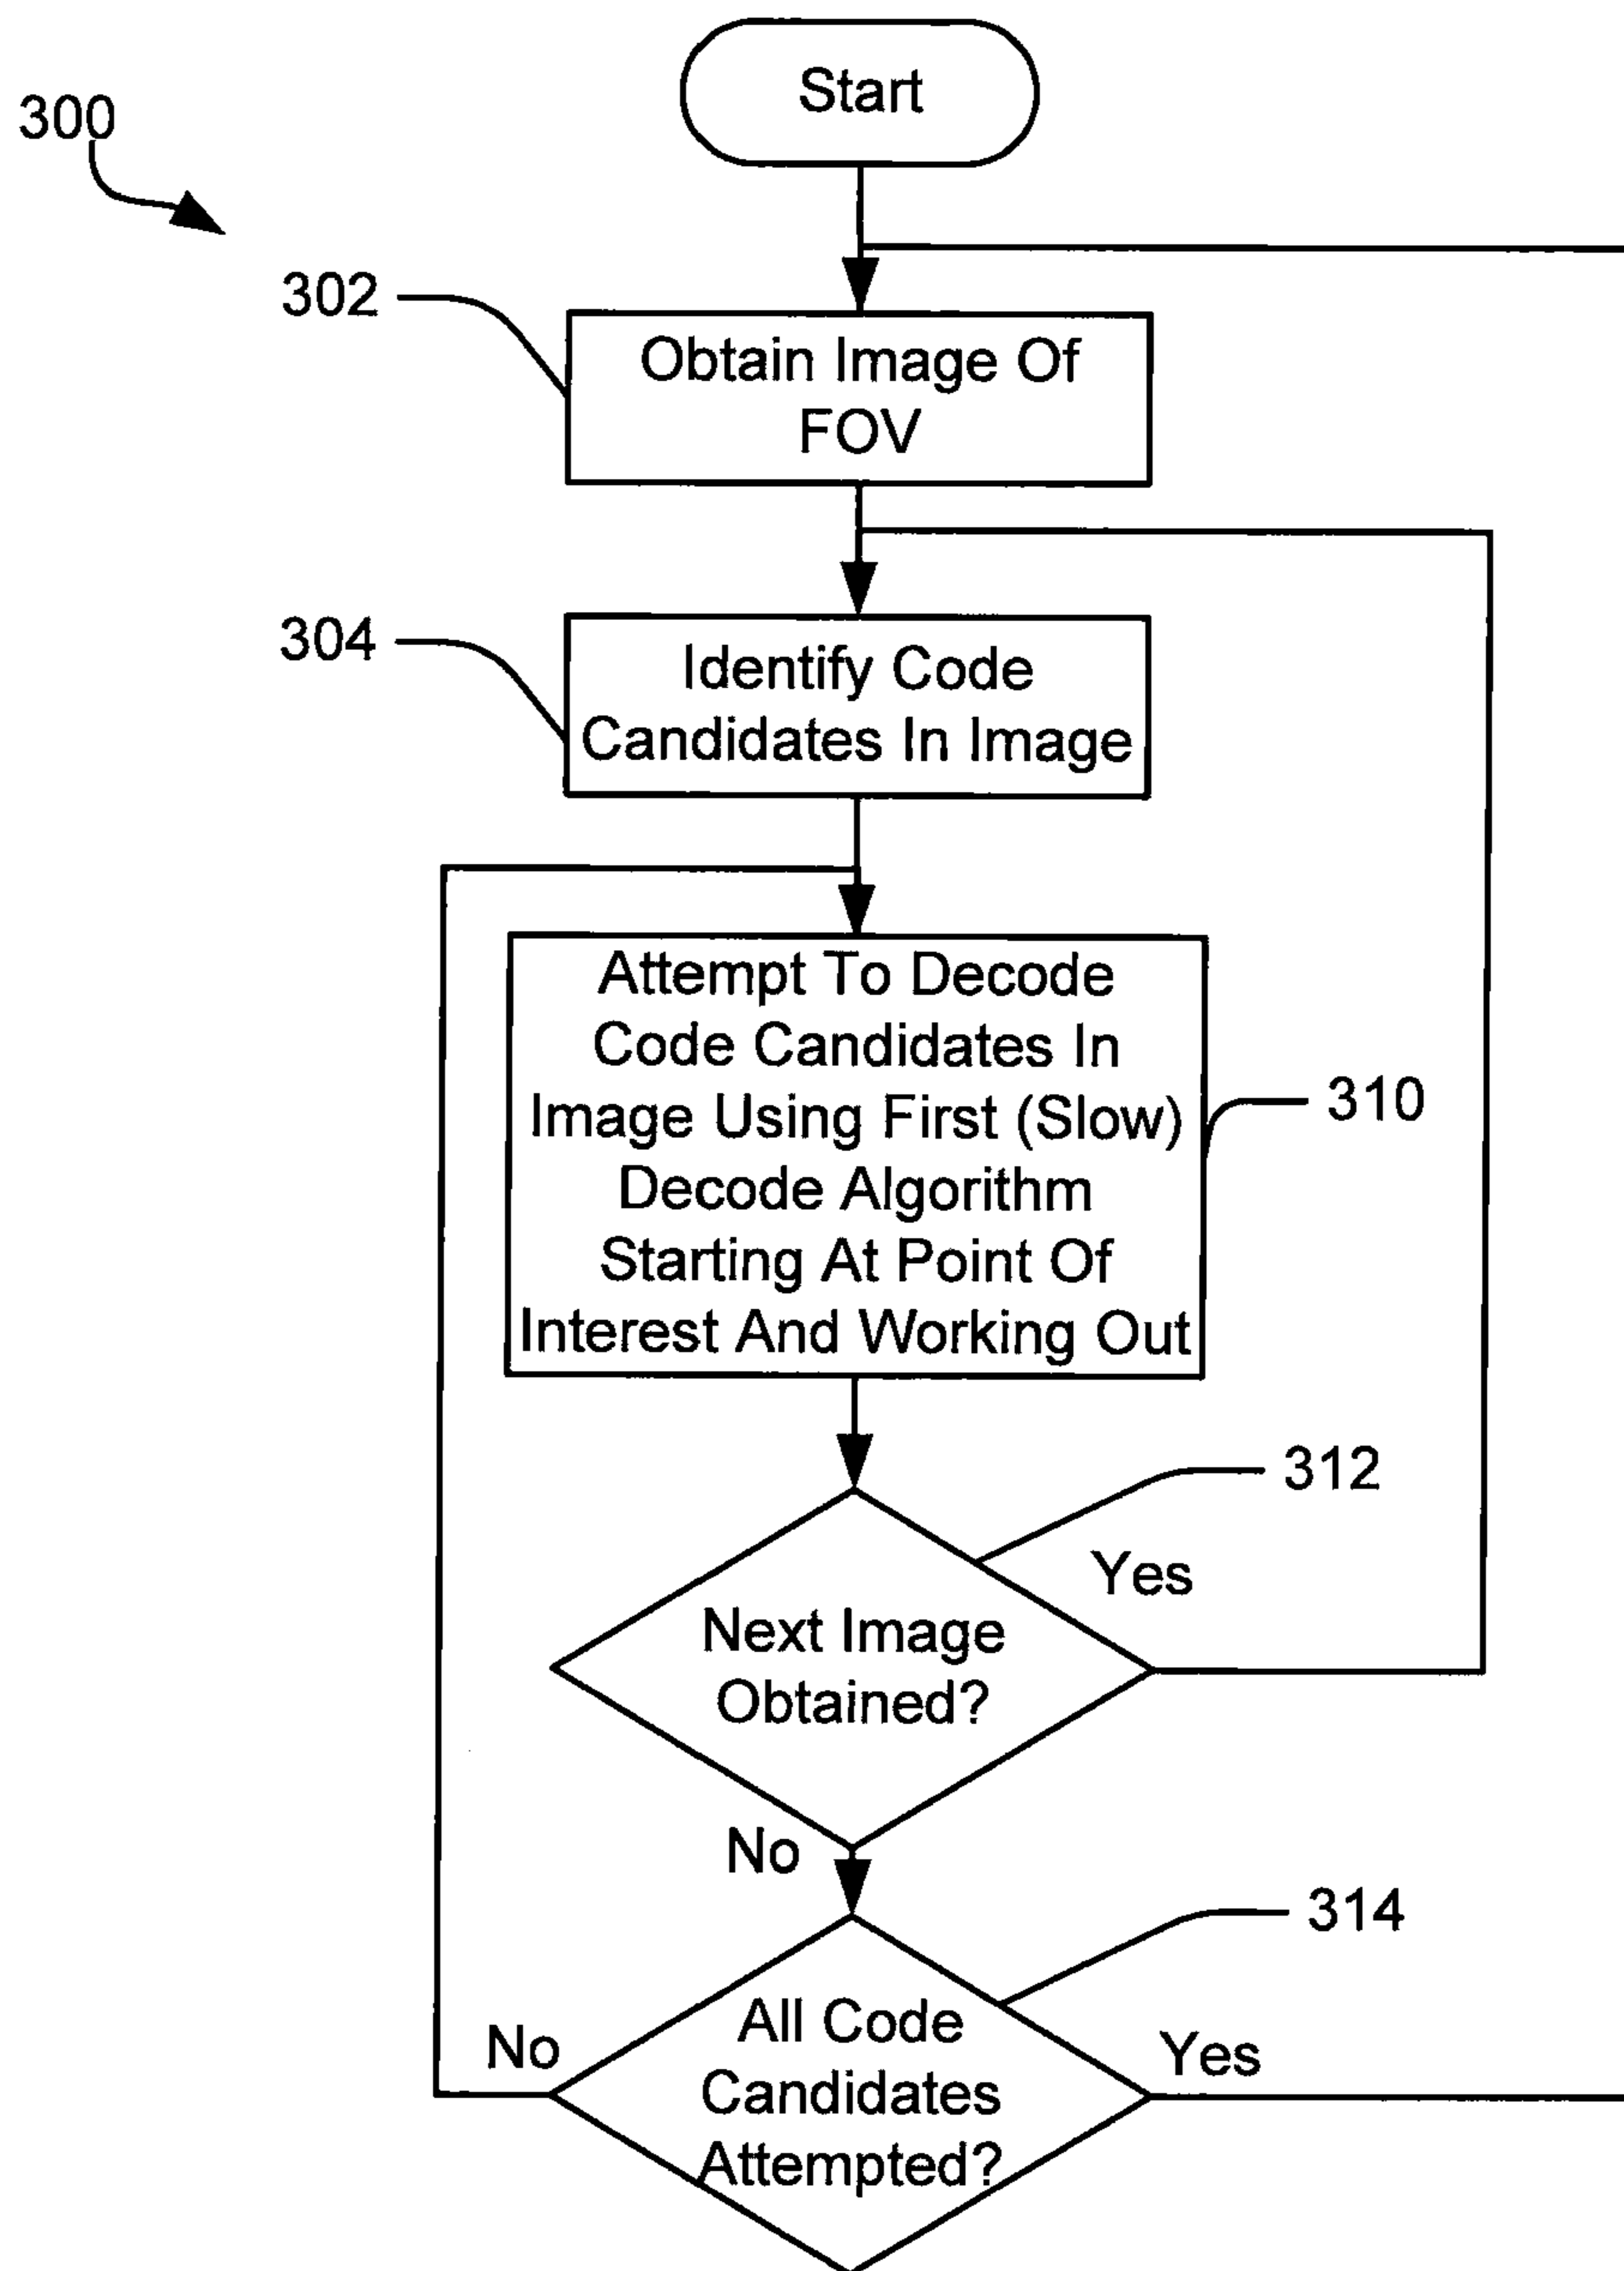 Start
300
302
Obtain Image Of
FOV
304
Identify Code
Candidates In Image
Attempt To Decode
Code Candidates In
Image Using First (Slow)
Decode Algorithm
Starting At Point Of
Interest And Working Out
310
312
Yes
Next Image
Obtained?
No
314
All Code
Candidates
Attempted?
No
Yes